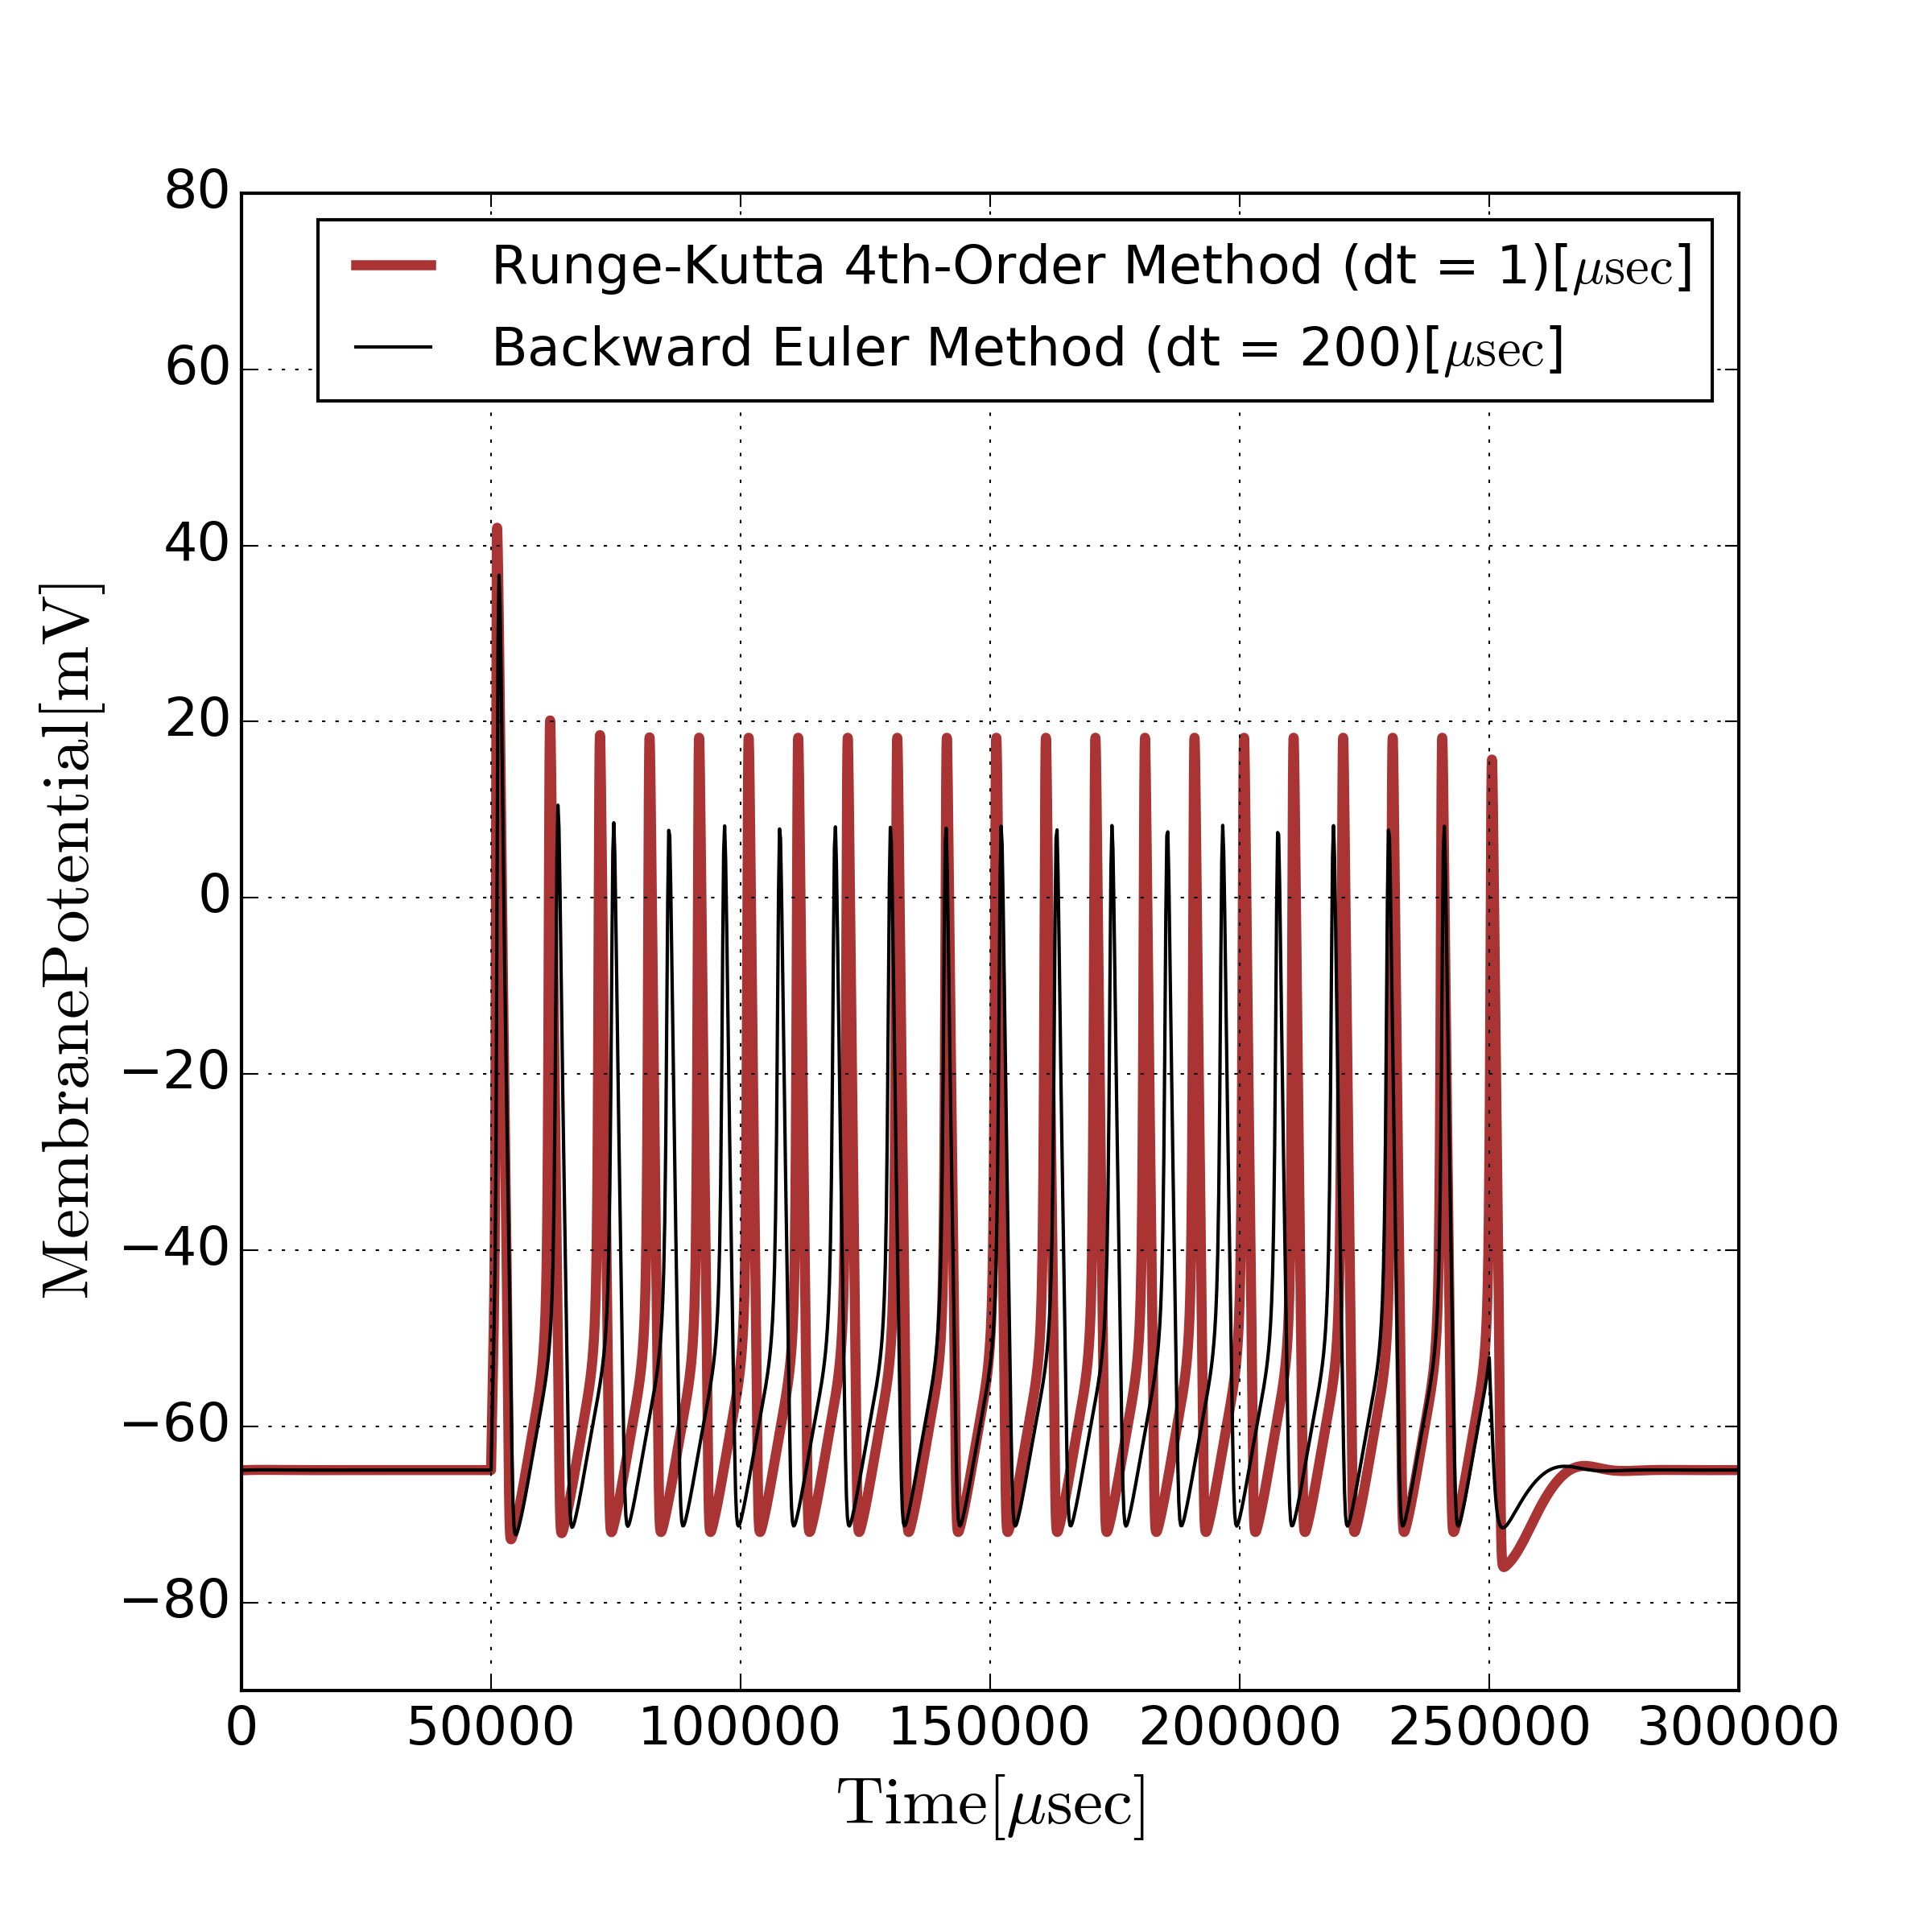 80
Runge-Kutta 4th-Order Method (dt = 1)[μsec]
Backward Euler Method (dt = 200)[μsec]
60
40
20
0
−20
−40
−60
−80
MembranePotential[mV]
0 50000 100000 150000 200000 250000 300000
Time[μsec]